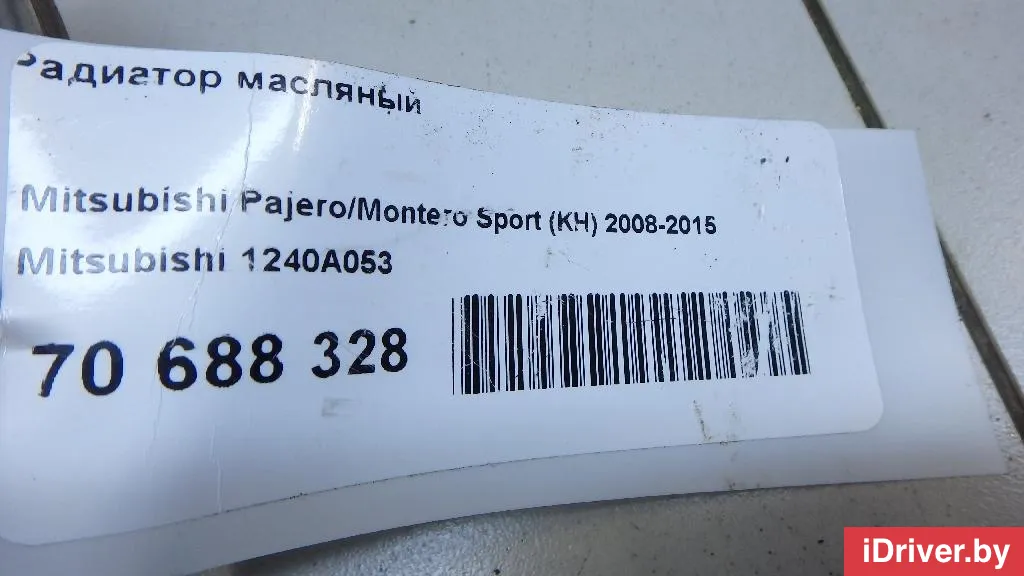 Радиатор масляный
Mitsubishi Pajero/Montero Sport (KH) 2008-2015
Mitsubishi 1240A053
70 688 328
iDriver.by